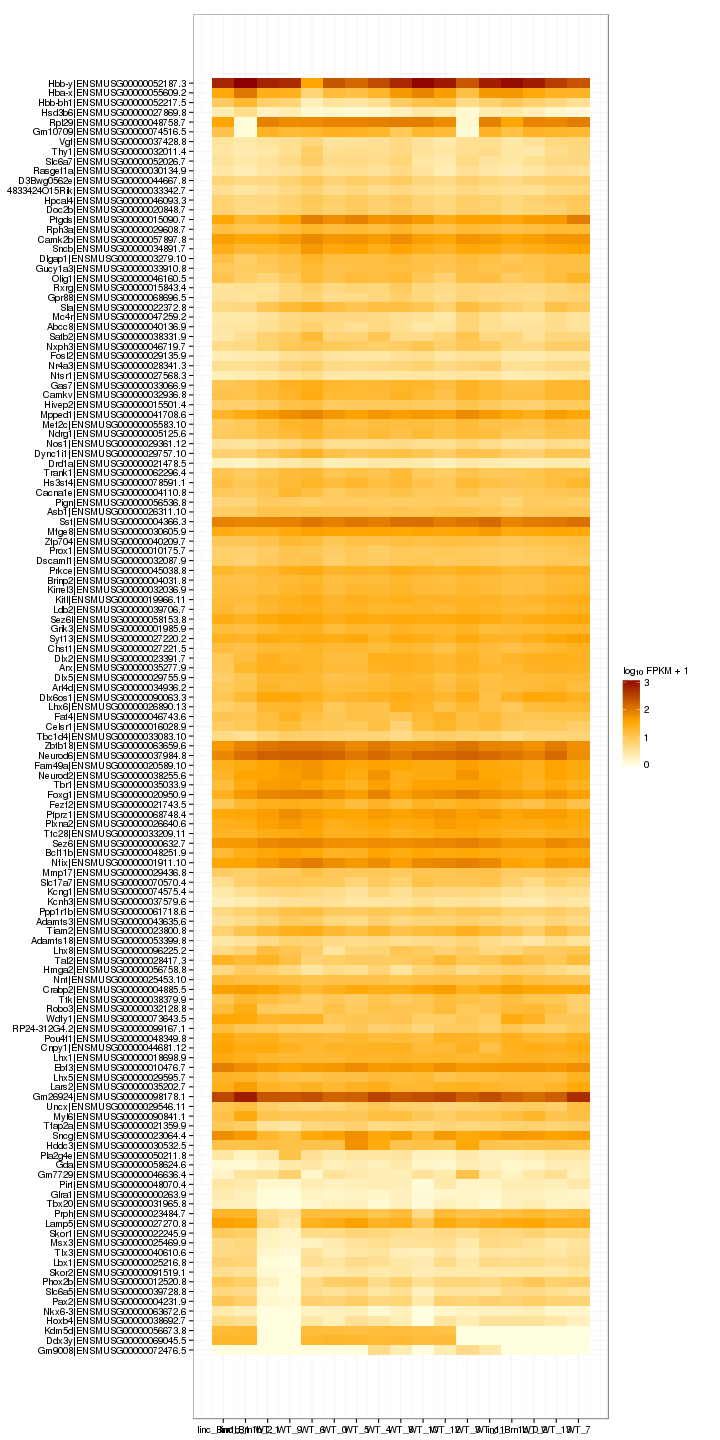 Hbb-y|ENSMUSG00000052187.3
Hba-x|ENSMUSG00000055609.2
Hbb-bh1|ENSMUSG00000052217.5
Hsd3b6|ENSMUSG00000027869.8
Rpl29|ENSMUSG00000048758.7
Gm10709|ENSMUSG00000074516.5
Vgf|ENSMUSG00000037428.8
Thy1|ENSMUSG00000032011.4
Slc6a7|ENSMUSG00000052026.7
Rasgef1a|ENSMUSG00000030134.9
D3Bwg0562e|ENSMUSG00000044667.8
4833424O15Rik|ENSMUSG00000033342.7
Hpcal4|ENSMUSG00000046093.3
Doc2b|ENSMUSG00000020848.7
Ptgds|ENSMUSG00000015090.7
Rph3a|ENSMUSG00000029608.7
Camk2b|ENSMUSG00000057897.8
Sncb|ENSMUSG00000034891.7
Dlgap1|ENSMUSG00000003279.10
Gucy1a3|ENSMUSG00000033910.8
Olig1|ENSMUSG00000046160.5
Rxrg|ENSMUSG00000015843.4
Gpr88|ENSMUSG00000068696.5
Sla|ENSMUSG00000022372.8
Mc4r|ENSMUSG00000047259.2
Abcc8|ENSMUSG00000040136.9
Satb2|ENSMUSG00000038331.9
Nxph3|ENSMUSG00000046719.7
Fosl2|ENSMUSG00000029135.9
Nr4a3|ENSMUSG00000028341.3
Ntsr1|ENSMUSG00000027568.3
Gas7|ENSMUSG00000033066.9
Camkv|ENSMUSG00000032936.8
Hivep2|ENSMUSG00000015501.4
Mpped1|ENSMUSG00000041708.6
Mef2c|ENSMUSG00000005583.10
Ndrg1|ENSMUSG00000005125.6
Nos1|ENSMUSG00000029361.12
Dync1i1|ENSMUSG00000029757.10
Drd1a|ENSMUSG00000021478.5
Trank1|ENSMUSG00000062296.4
Hs3st4|ENSMUSG00000078591.1
Cacna1e|ENSMUSG00000004110.8
Pign|ENSMUSG00000056536.8
Asb1|ENSMUSG00000026311.10
Sst|ENSMUSG00000004366.3
Mfge8|ENSMUSG00000030605.9
Zfp704|ENSMUSG00000040209.7
Prox1|ENSMUSG00000010175.7
Dscaml1|ENSMUSG00000032087.9
Prkce|ENSMUSG00000045038.8
Brinp2|ENSMUSG00000004031.8
Kirrel3|ENSMUSG00000032036.9
Kitl|ENSMUSG00000019966.11
Ldb2|ENSMUSG00000039706.7
Sez6l|ENSMUSG00000058153.8
Grik3|ENSMUSG00000001985.9
Syt13|ENSMUSG00000027220.2
Chst1|ENSMUSG00000027221.5
Dlx2|ENSMUSG00000023391.7
Arx|ENSMUSG00000035277.9
Dlx5|ENSMUSG00000029755.9
Arl4d|ENSMUSG00000034936.2
Dlx6os1|ENSMUSG00000090063.3
Lhx6|ENSMUSG00000026890.13
Fat4|ENSMUSG00000046743.6
Celsr1|ENSMUSG00000016028.9
Tbc1d4|ENSMUSG00000033083.10
Zbtb18|ENSMUSG00000063659.6
Neurod6|ENSMUSG00000037984.8
Fam49a|ENSMUSG00000020589.10
Neurod2|ENSMUSG00000038255.6
Tbr1|ENSMUSG00000035033.9
Foxg1|ENSMUSG00000020950.9
Fezf2|ENSMUSG00000021743.5
Ptprz1|ENSMUSG00000068748.4
Plxna2|ENSMUSG00000026640.6
Ttc28|ENSMUSG00000033209.11
Sez6|ENSMUSG00000000632.7
Bcl11b|ENSMUSG00000048251.9
Nfix|ENSMUSG00000001911.10
Mmp17|ENSMUSG00000029436.8
Slc17a7|ENSMUSG00000070570.4
Kcng1|ENSMUSG00000074575.4
Kcnh3|ENSMUSG00000037579.6
Ppp1r1b|ENSMUSG00000061718.6
Adamts3|ENSMUSG00000043635.6
Tiam2|ENSMUSG00000023800.8
Adamts18|ENSMUSG00000053399.8
Lhx8|ENSMUSG00000096225.2
Tal2|ENSMUSG00000028417.3
Hmga2|ENSMUSG00000056758.8
Nnt|ENSMUSG00000025453.10
Crabp2|ENSMUSG00000004885.5
Ttk|ENSMUSG00000038379.9
Robo3|ENSMUSG00000032128.8
Wdfy1|ENSMUSG00000073643.5
RP24-312G4.2|ENSMUSG00000099167.1
Pou4f1|ENSMUSG00000048349.8
Cnpy1|ENSMUSG00000044681.12
Lhx1|ENSMUSG00000018698.9
Ebf3|ENSMUSG00000010476.7
Lhx5|ENSMUSG00000029595.7
Lars2|ENSMUSG00000035202.7
Gm26924|ENSMUSG00000098178.1
Uncx|ENSMUSG00000029546.11
Myl6|ENSMUSG00000090841.1
Tfap2a|ENSMUSG00000021359.9
Sncg|ENSMUSG00000023064.4
Hddc3|ENSMUSG00000030532.5
Pla2g4e|ENSMUSG00000050211.8
Gda|ENSMUSG00000058624.6
Gm7729|ENSMUSG00000046636.4
Pirt|ENSMUSG00000048070.4
Glra1|ENSMUSG00000000263.9
Tbx20|ENSMUSG00000031965.8
Prph|ENSMUSG00000023484.7
Lamp5|ENSMUSG00000027270.8
Skor1|ENSMUSG00000022245.9
Msx3|ENSMUSG00000025469.9
Tlx3|ENSMUSG00000040610.6
Lbx1|ENSMUSG00000025216.8
Skor2|ENSMUSG00000091519.1
Phox2b|ENSMUSG00000012520.8
Slc6a5|ENSMUSG00000039728.8
Pax2|ENSMUSG00000004231.9
Nkx6-3|ENSMUSG00000063672.6
Hoxb4|ENSMUSG00000038692.7
Kdm5d|ENSMUSG00000056673.8
Ddx3y|ENSMUSG00000069045.5
Gm9008|ENSMUSG00000072476.5
log10 FPKM + 1
3
2
1
0
WT_7